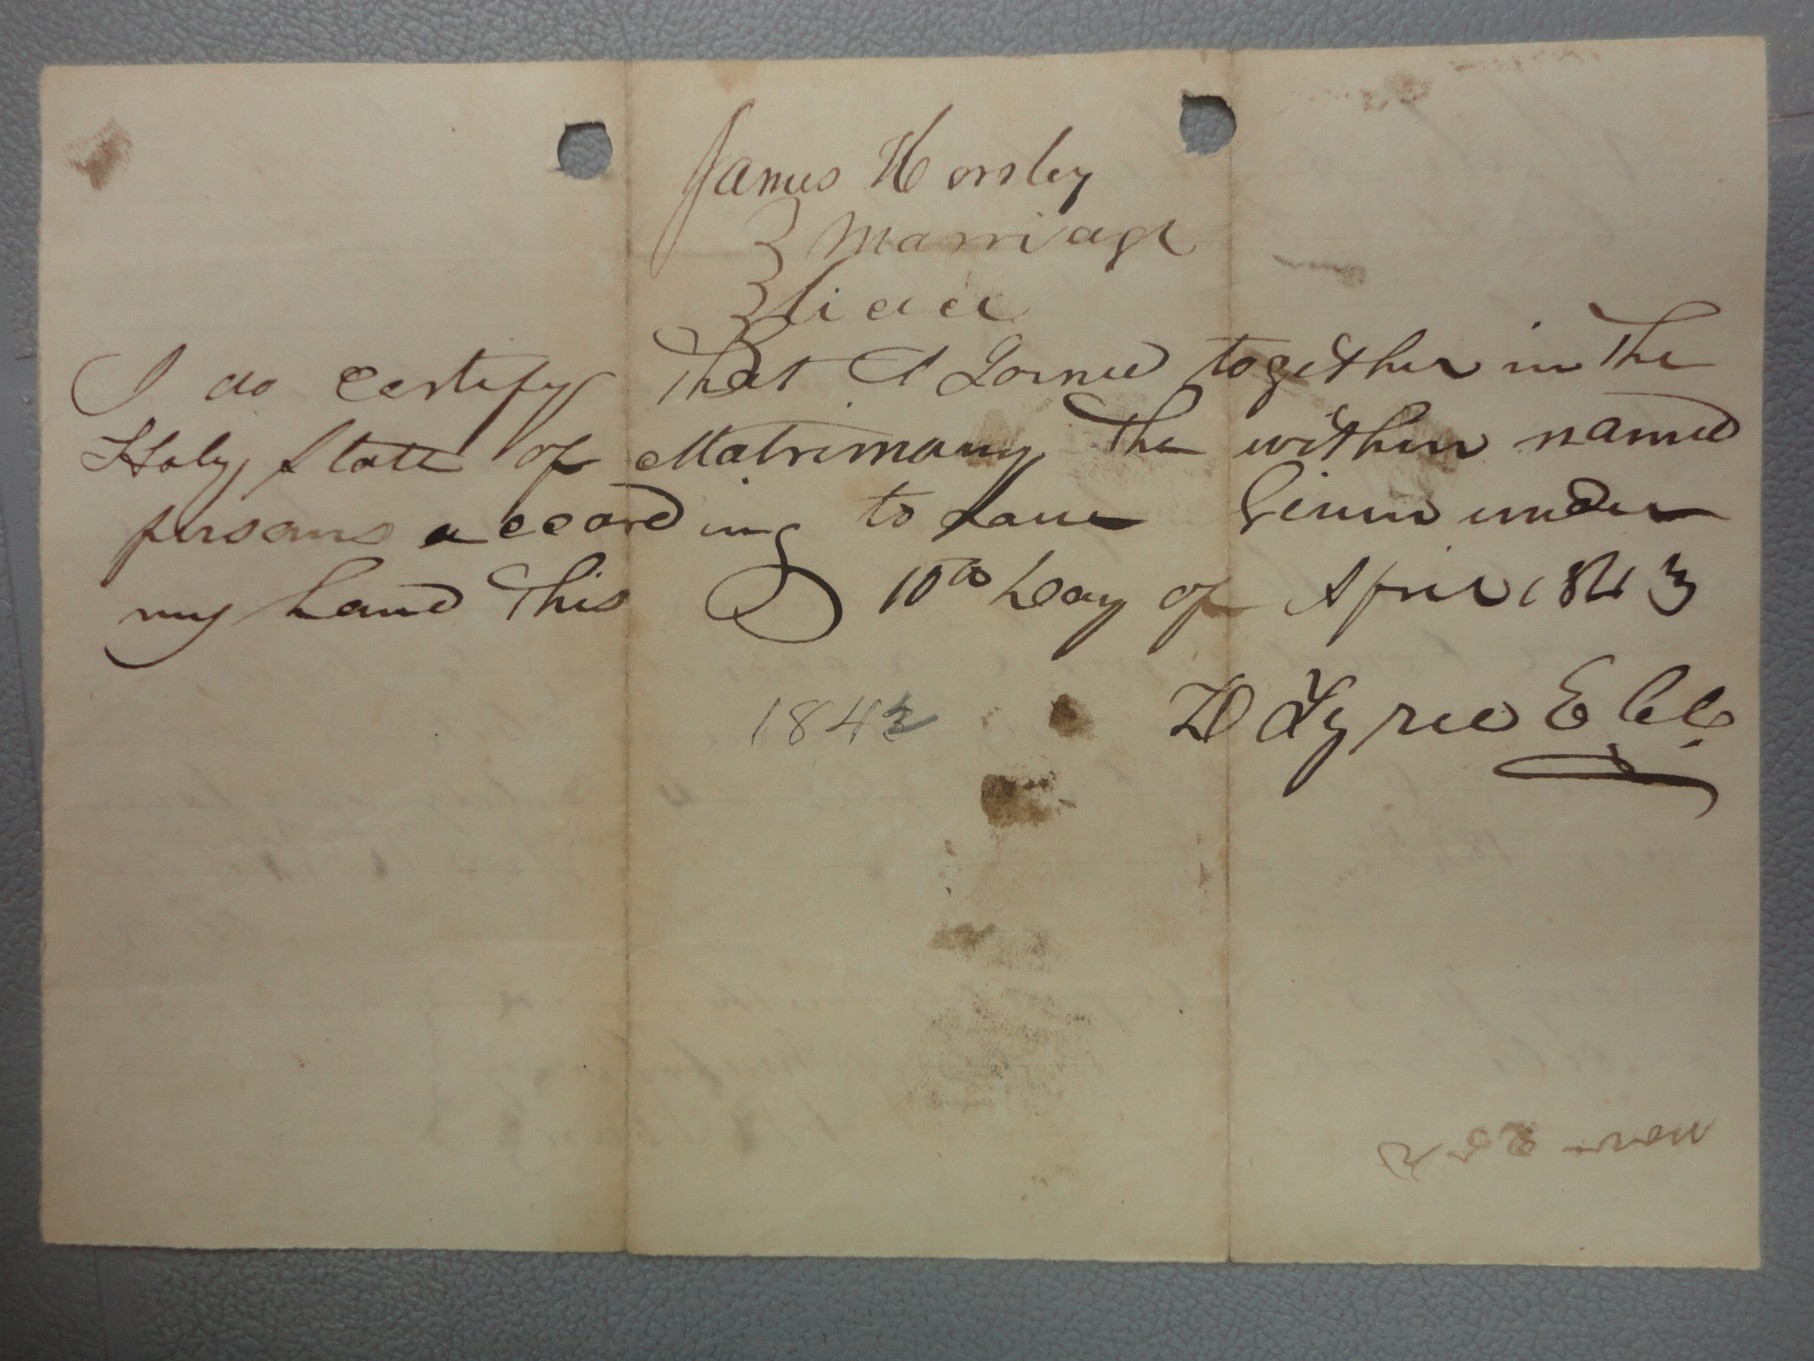 James Horsley
Marriage
I do certify that I Joined together in the
Holy State of Matrimony the within named
persons according to Law Given under
my hand this 10th Day of April 1843
1842